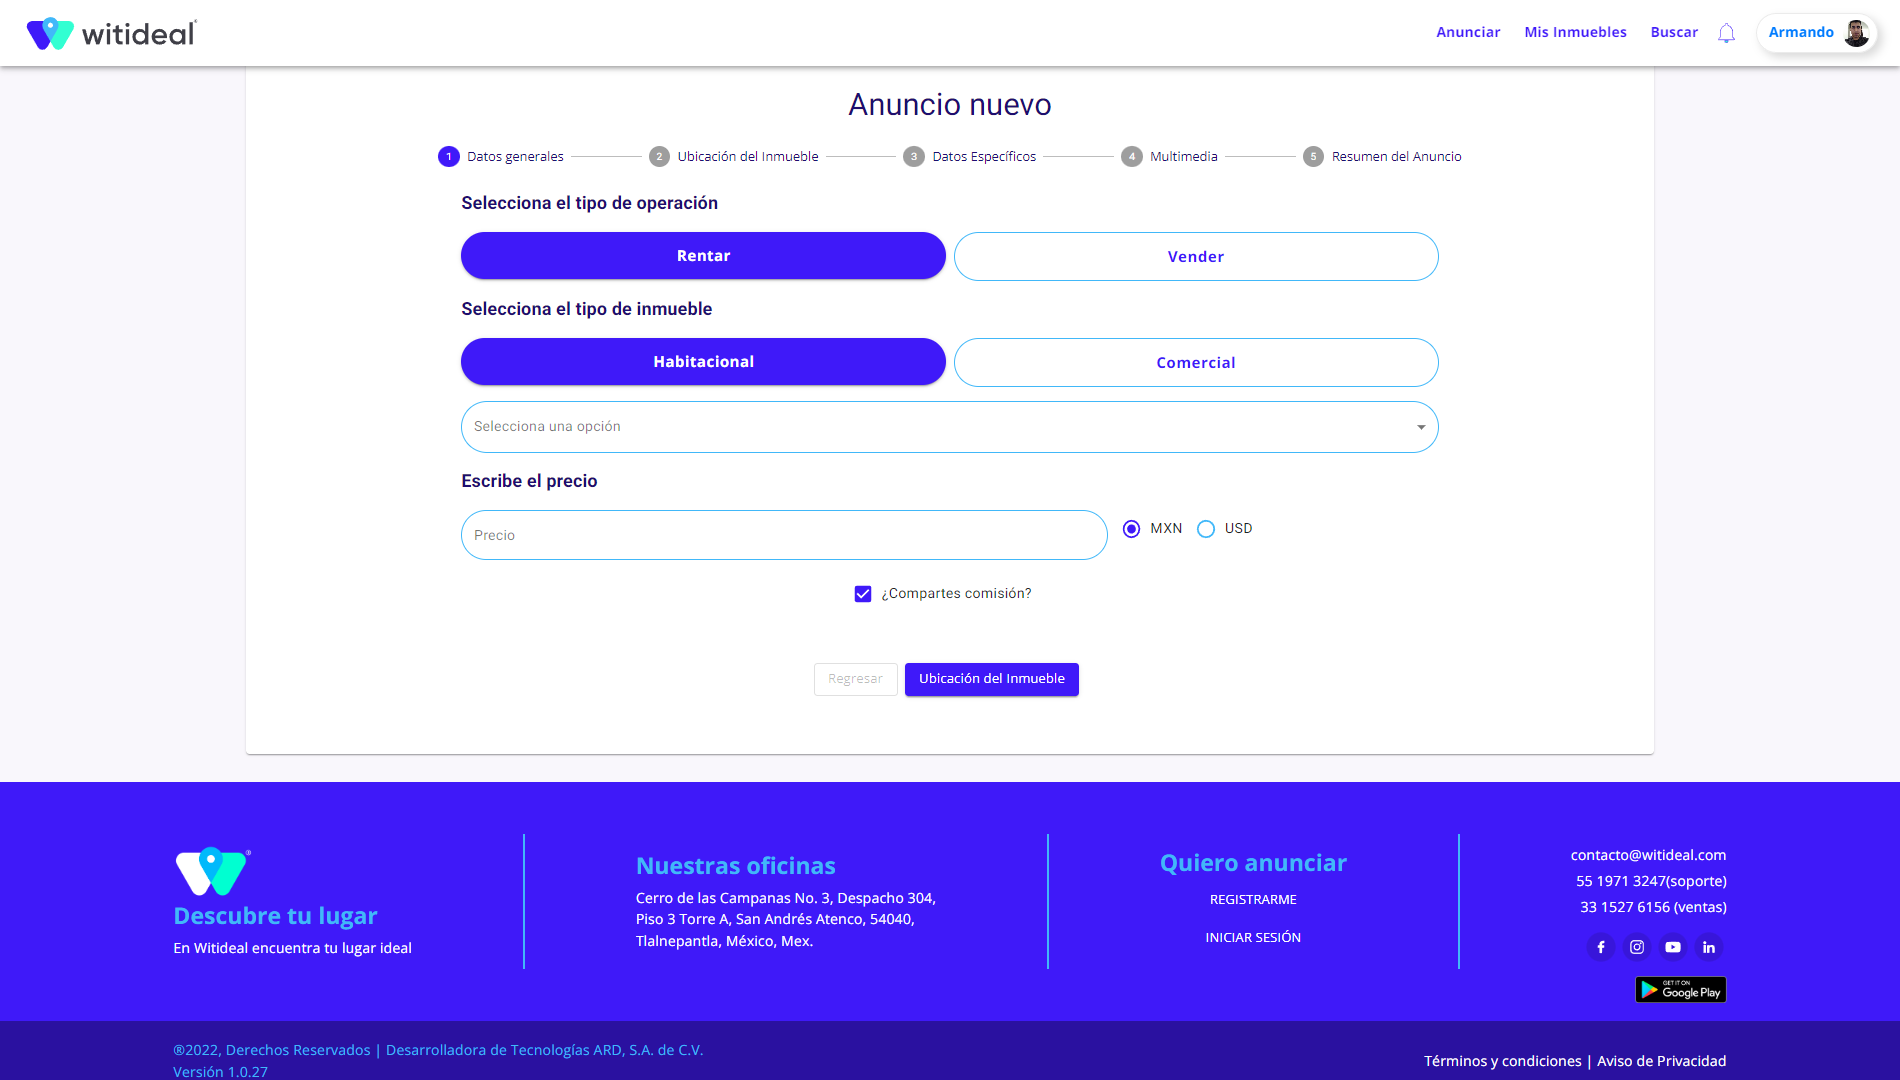 witideal
Anunciar
Mis Inmuebles
Buscar
Armando
Anuncio nuevo
1 Datos generales
2 Ubicación del Inmueble
3 Datos Específicos
4 Multimedia
5 Resumen del Anuncio
Selecciona el tipo de operación
Rentar
Vender
Selecciona el tipo de inmueble
Habitacional
Comercial
Selecciona una opción
Escribe el precio
Precio
MXN
USD
¿Compartes comisión?
Regresar
Ubicación del Inmueble
Descubre tu lugar
En Witideal encuentra tu lugar ideal
Nuestras oficinas
Cerro de las Campanas No. 3, Despacho 304,
Piso 3 Torre A, San Andrés Atenco, 54040,
Tlalnepantla, México, Mex.
Quiero anunciar
REGISTRARME
INICIAR SESIÓN
contacto@witideal.com
55 1971 3247(soporte)
33 1527 6156 (ventas)
GET IT ON
Google Play
®2022, Derechos Reservados | Desarrolladora de Tecnologías ARD, S.A. de C.V.
Versión 1.0.27
Términos y condiciones | Aviso de Privacidad